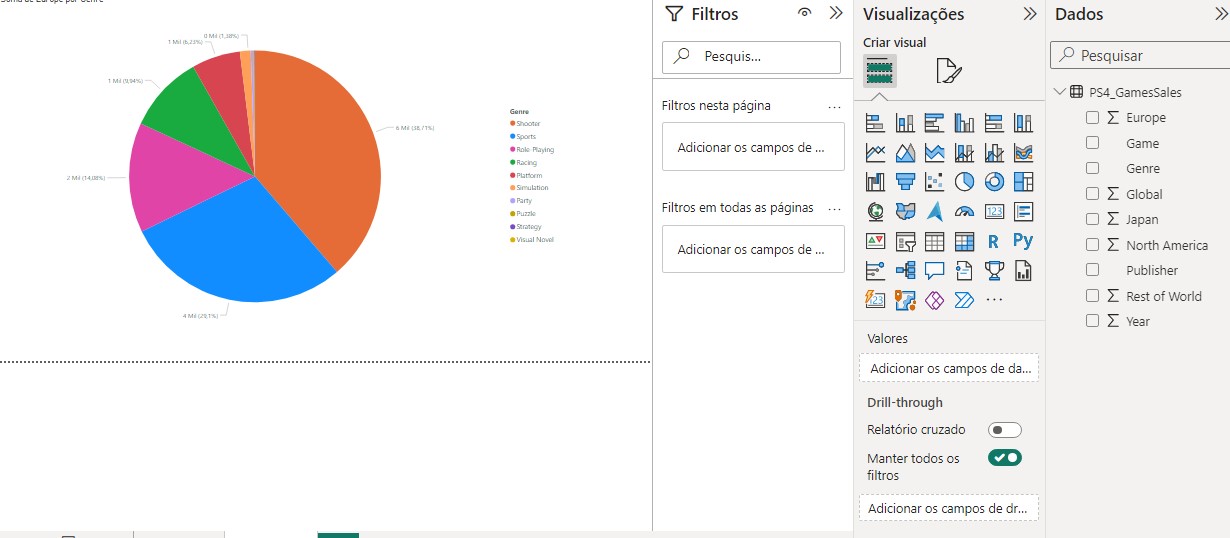 Soma de Europe por Genre
0 Mil (1,38%)
1 Mil (6,23%)
1 Mil (9,94%)
6 Mil (38,71%)
2 Mil (14,08%)
4 Mil (29,1%)
Genre
Shooter
Sports
Role-Playing
Racing
Platform
Simulation
Party
Puzzle
Strategy
Visual Novel
Filtros
Pesquis...
Filtros nesta página
...
Adicionar os campos de ...
Filtros em todas as páginas
...
Adicionar os campos de ...
Visualizações
Criar visual
123
R
Py
123
...
Valores
Adicionar os campos de da...
Drill-through
Relatório cruzado
Manter todos os
filtros
Adicionar os campos de dr...
Dados
Pesquisar
PS4_GamesSales
∑ Europe
Game
Genre
∑ Global
∑ Japan
∑ North America
Publisher
∑ Rest of World
∑ Year